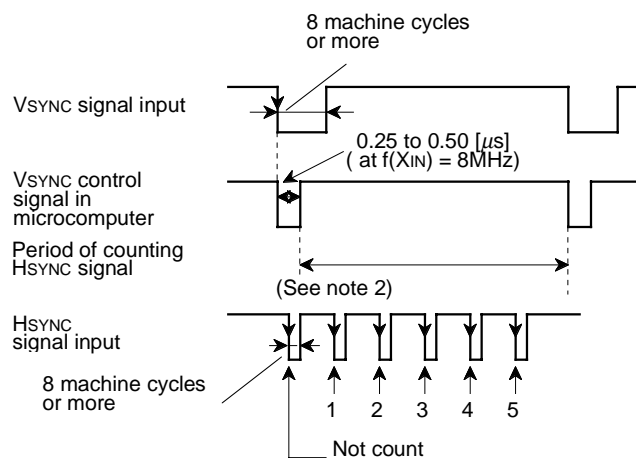 8 machine cycles
or more
VSYNC signal input
0.25 to 0.50 [μs]
( at f(XIN) = 8MHz)
VSYNC control
signal in
microcomputer
Period of counting
HSYNC signal
(See note 2)
HSYNC
signal input
8 machine cycles
or more
1 2 3 4 5
Not count